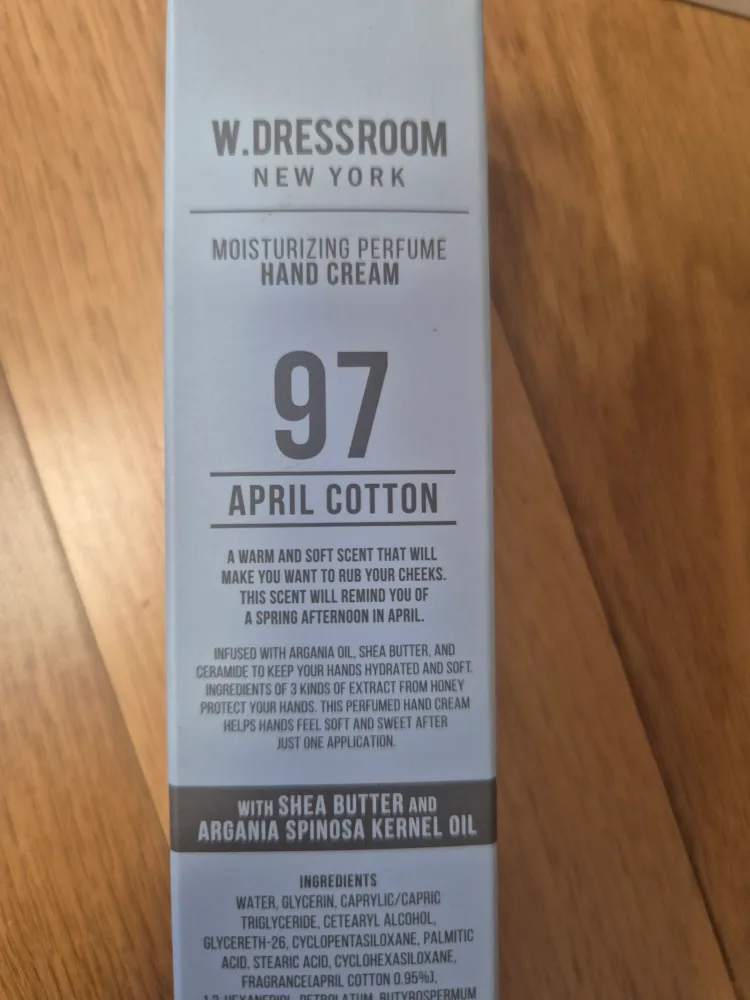 W.DRESSROOM
NEW YORK
MOISTURIZING PERFUME
HAND CREAM
97
APRIL COTTON
A WARM AND SOFT SCENT THAT WILL
MAKE YOU WANT TO RUB YOUR CHEEKS.
THIS SCENT WILL REMIND YOU OF
A SPRING AFTERNOON IN APRIL.
INFUSED WITH ARGANIA OIL, SHEA BUTTER, AND
CERAMIDE TO KEEP YOUR HANDS HYDRATED AND SOFT.
INGREDIENTS OF 3 KINDS OF EXTRACT FROM HONEY
PROTECT YOUR HANDS. THIS PERFUMED HAND CREAM
HELPS HANDS FEEL SOFT AND SWEET AFTER
JUST ONE APPLICATION.
WITH SHEA BUTTER AND
ARGANIA SPINOSA KERNEL OIL
INGREDIENTS
WATER, GLYCERIN, CAPRYLIC/CAPRIC
TRIGLYCERIDE, CETEARYL ALCOHOL,
GLYCERETH-26, CYCLOPENTASILOXANE, PALMITIC
ACID, STEARIC ACID, CYCLOHEXASILOXANE,
FRAGRANCE(APRIL COTTON 0.95%),
1,2-HEXANEDIOL, PETROLATUM, BUTYROSPERMUM